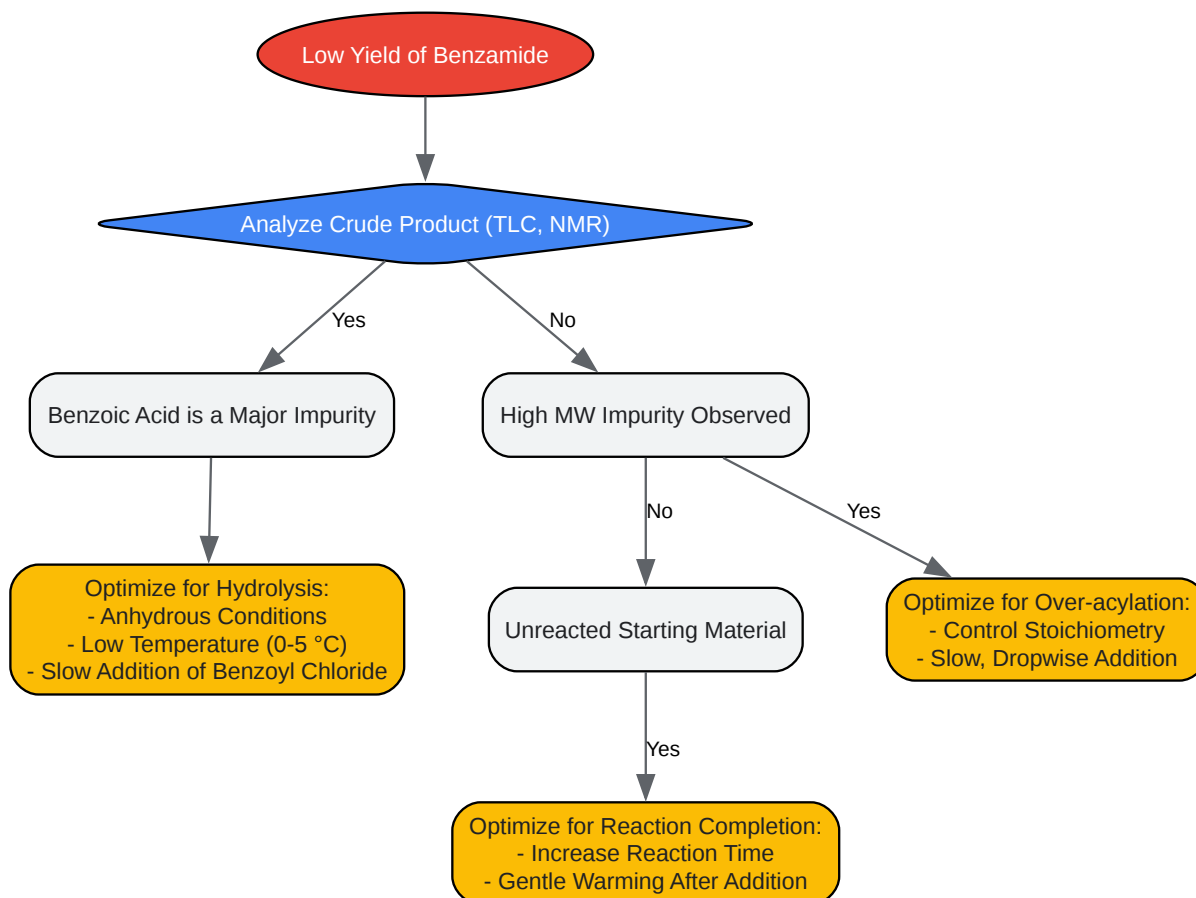 Low Yield of Benzamide
Analyze Crude Product (TLC, NMR)
Yes
No
Benzoic Acid is a Major Impurity
High MW Impurity Observed
No
Yes
Optimize for Hydrolysis:
- Anhydrous Conditions
- Low Temperature (0-5 °C)
- Slow Addition of Benzoyl Chloride
Unreacted Starting Material
Optimize for Over-acylation:
- Control Stoichiometry
- Slow, Dropwise Addition
Yes
Optimize for Reaction Completion:
- Increase Reaction Time
- Gentle Warming After Addition